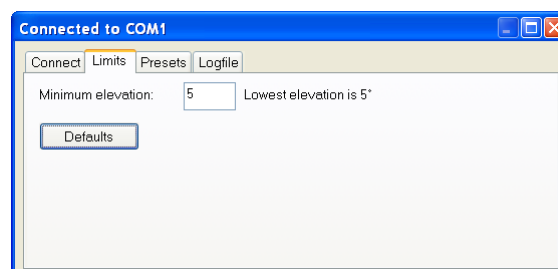 Connected to COM1
Connect Limits Presets Logfile
Minimum elevation: 5 Lowest elevation is 5°
Defaults